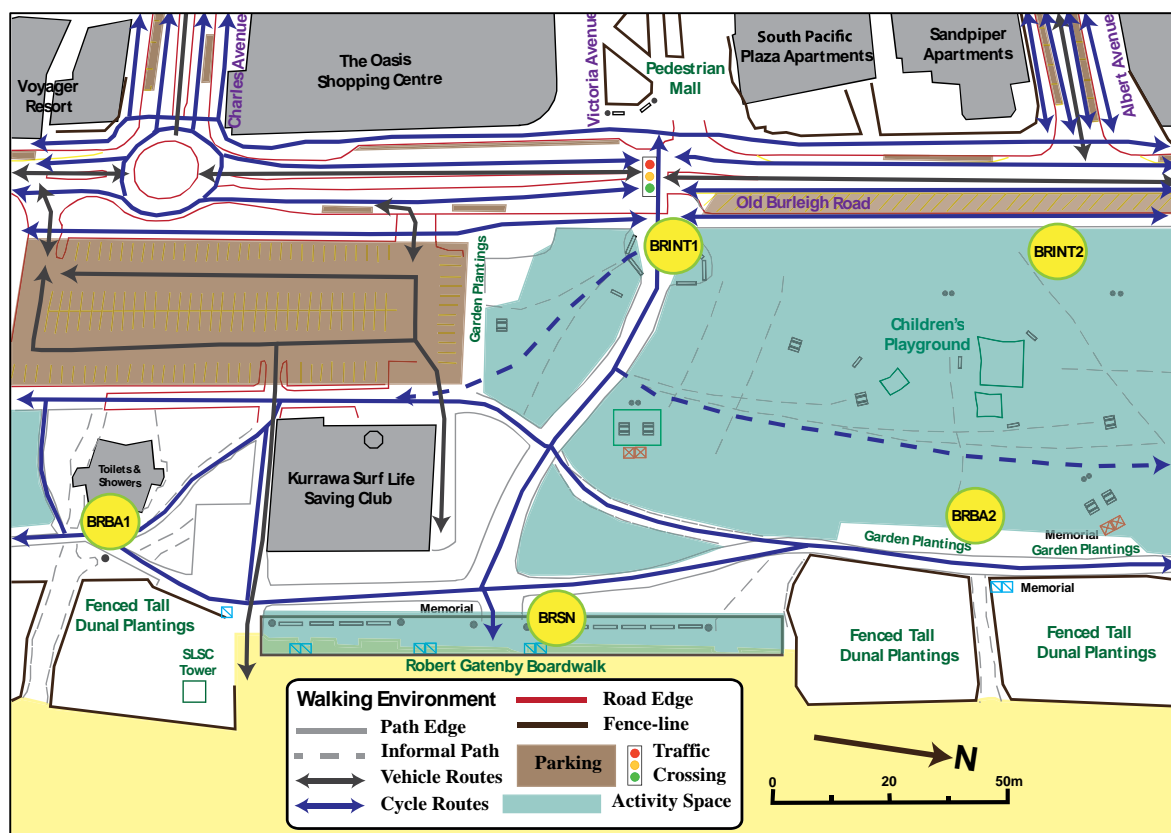 Voyager
Resort
Charles Avenue
The Oasis
Shopping Centre
Victoria Avenue
Pedestrian
Mall
South Pacific
Plaza Apartments
Sandpiper
Apartments
Albert Avenue
Old Burleigh Road
BRINT1
BRINT2
Garden Plantings
Children's
Playground
Toilets &
Showers
Kurrawa Surf Life
Saving Club
BRBA1
BRBA2
Garden Plantings
Memorial
Garden Plantings
Fenced Tall
Dunal Plantings
Memorial
BRSN
Memorial
SLSC
Tower
Robert Gatenby Boardwalk
Fenced Tall
Dunal Plantings
Fenced Tall
Dunal Plantings
Walking Environment
Path Edge
Informal Path
Vehicle Routes
Cycle Routes
Road Edge
Fence-line
Parking
Traffic
Crossing
Activity Space
N
0 10 20 30 40 50m